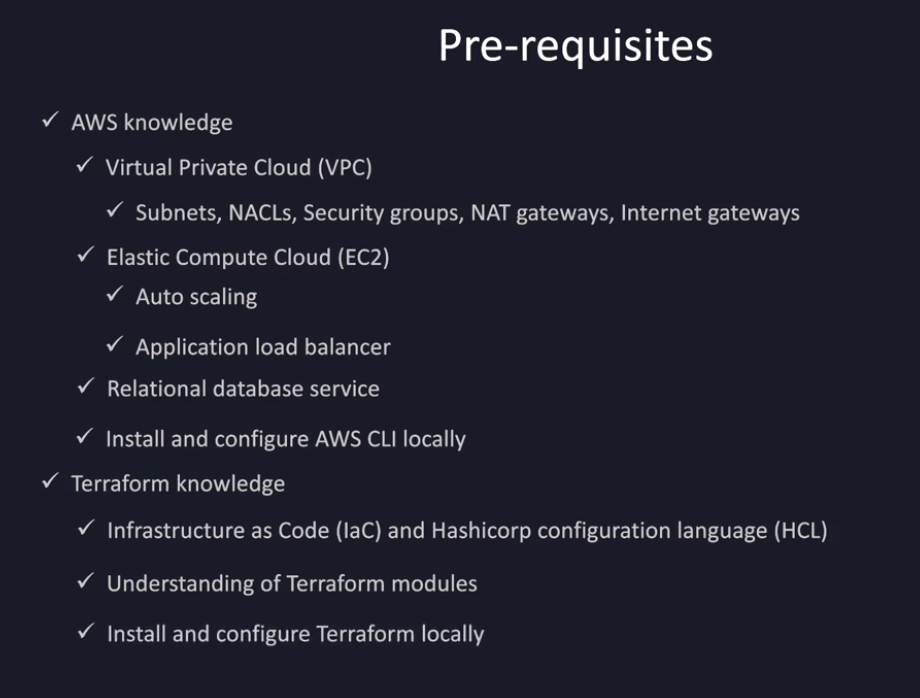 Pre-requisites
✓ AWS knowledge
✓ Virtual Private Cloud (VPC)
✓ Subnets, NACLs, Security groups, NAT gateways, Internet gateways
✓ Elastic Compute Cloud (EC2)
✓ Auto scaling
✓ Application load balancer
✓ Relational database service
✓ Install and configure AWS CLI locally
✓ Terraform knowledge
✓ Infrastructure as Code (IaC) and Hashicorp configuration language (HCL)
✓ Understanding of Terraform modules
✓ Install and configure Terraform locally